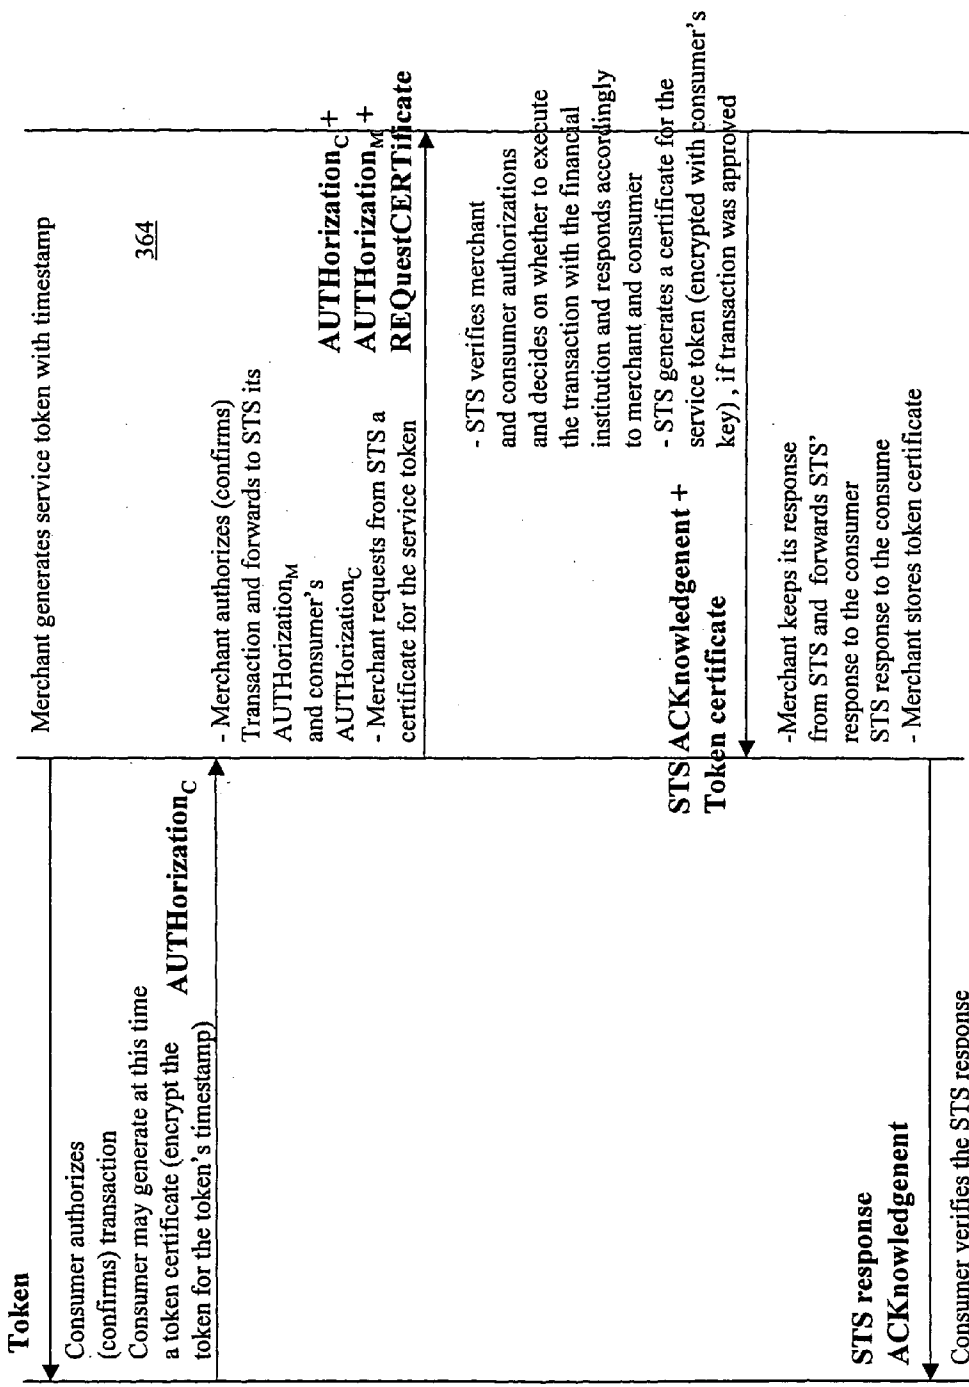 Token
Merchant generates service token with timestamp
Consumer authorizes
(confirms) transaction
Consumer may generate at this time
a token certificate (encrypt the
token for the token's timestamp)
AUTHorization_C
364
- Merchant authorizes (confirms)
Transaction and forwards to STS its
AUTHorization_M
and consumer's
AUTHorization_C
- Merchant requests from STS a
certificate for the service token
AUTHorization_C +
AUTHorization_M +
REQuestCERTificate
- STS verifies merchant
and consumer authorizations
and decides on whether to execute
the transaction with the financial
institution and responds accordingly
to merchant and consumer
- STS generates a certificate for the
service token (encrypted with consumer's
key) , if transaction was approved
STS ACKnowledgenent +
Token certificate
-Merchant keeps its response
from STS and forwards STS'
response to the consumer
STS response to the consume
- Merchant stores token certificate
STS response
ACKnowledgenent
Consumer verifies the STS response